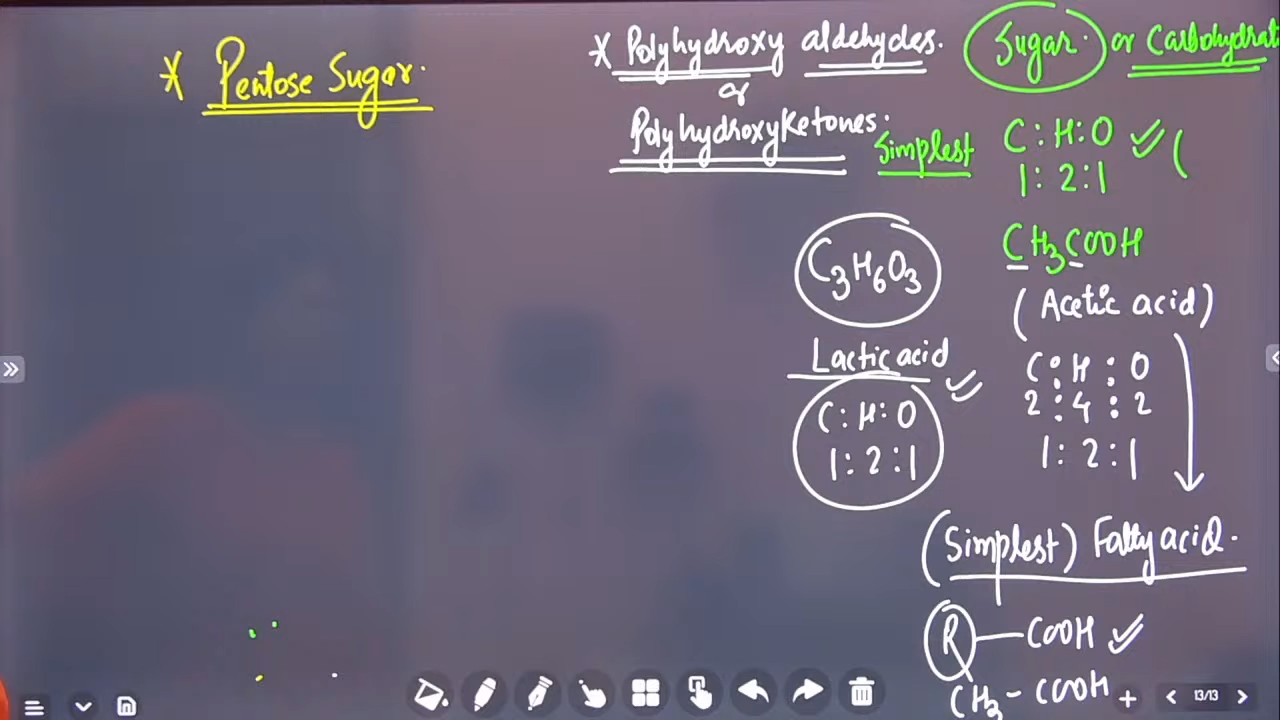 * Pentose Sugar.
* Polyhydroxy aldehydes.
or
Polyhydroxyketones.
Sugar. or Carbohydrat
Simplest
C : H : O
1 : 2 : 1
(
CH3COOH
(Acetic acid)
C : H : O
2 : 4 : 2
1 : 2 : 1
C3H6O3
Lactic acid
C : H : O
1 : 2 : 1
(Simplest) Fatty acid.
R — COOH
CH3 - COOH
13/13